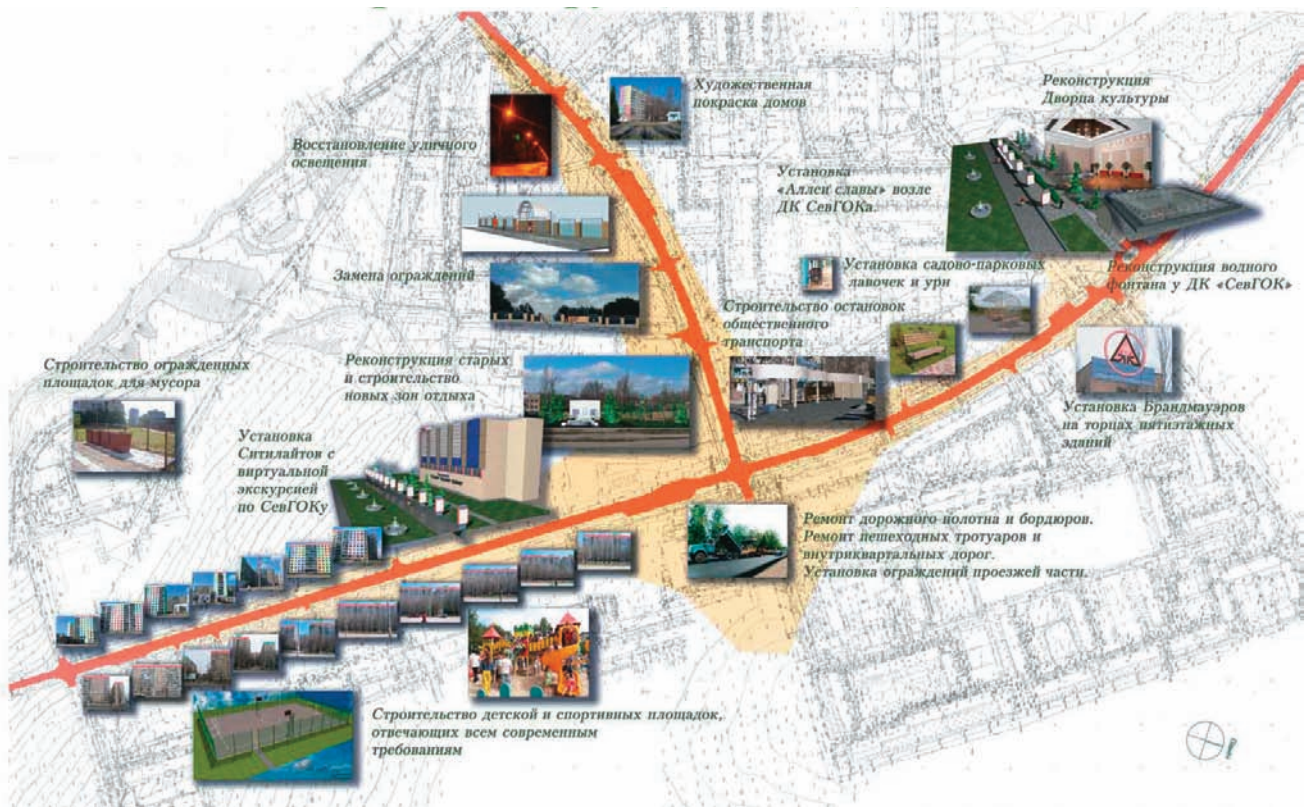 Художественная
покраска домов
Реконструкция
Дворца культуры
Восстановление уличного
освещения
Установка
«Аллеи славы» возле
ДК СевГОКа.
Замена ограждений
Установка садово-парковых
лавочек и урн
Реконструкция водного
фонтана у ДК «СевГОК»
Строительство остановок
общественного
транспорта
Строительство огражденных
площадок для мусора
Реконструкция старых
и строительство
новых зон отдыха
Установка Брандмауэров
на торцах пятиэтажных
зданий
Установка
Ситилайтов с
виртуальной
экскурсией
по СевГОКу
Ремонт дорожного полотна и бордюров.
Ремонт пешеходных тротуаров и
внутриквартальных дорог.
Установка ограждений проезжей части.
Строительство детской и спортивных площадок,
отвечающих всем современным
требованиям